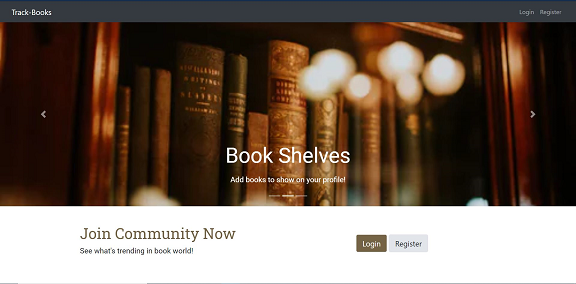 Track-Books
Login Register
Book Shelves
Add books to show on your profile!
Join Community Now
See what's trending in book world!
Login Register